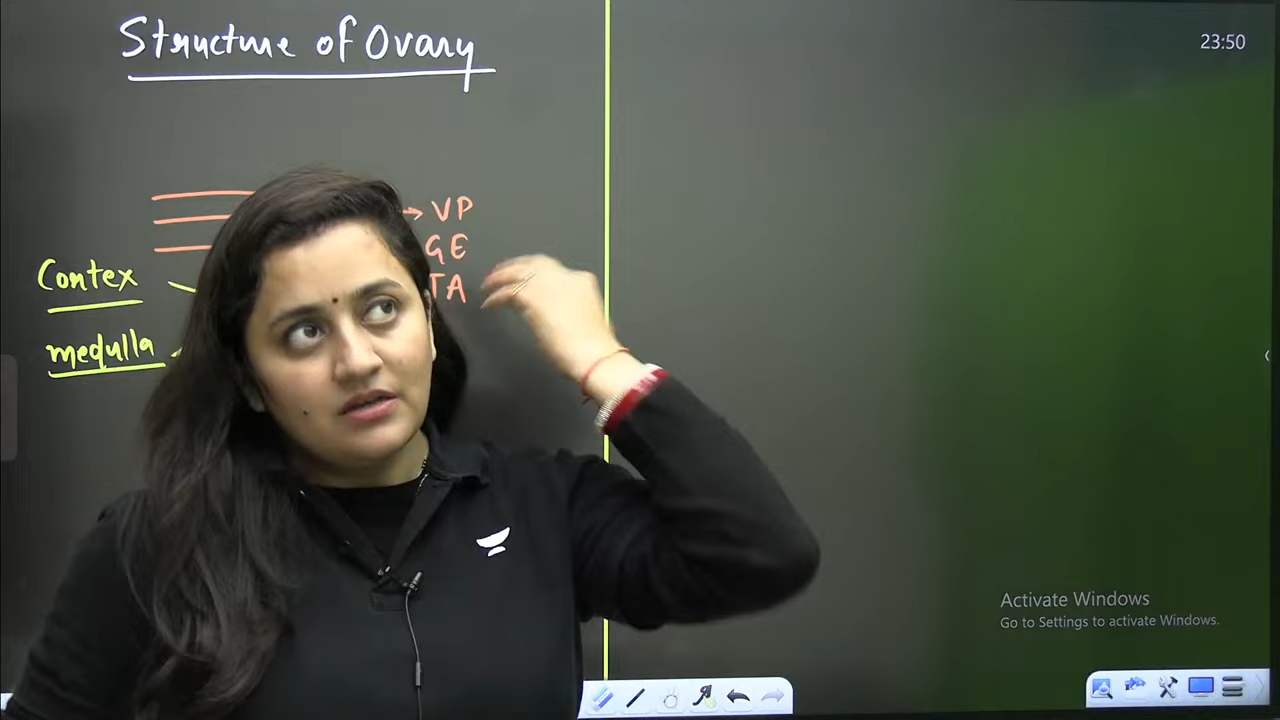 Structure of Ovary
23:50
→ VP
GE
TA
Contex
medulla
Activate Windows
Go to Settings to activate Windows.